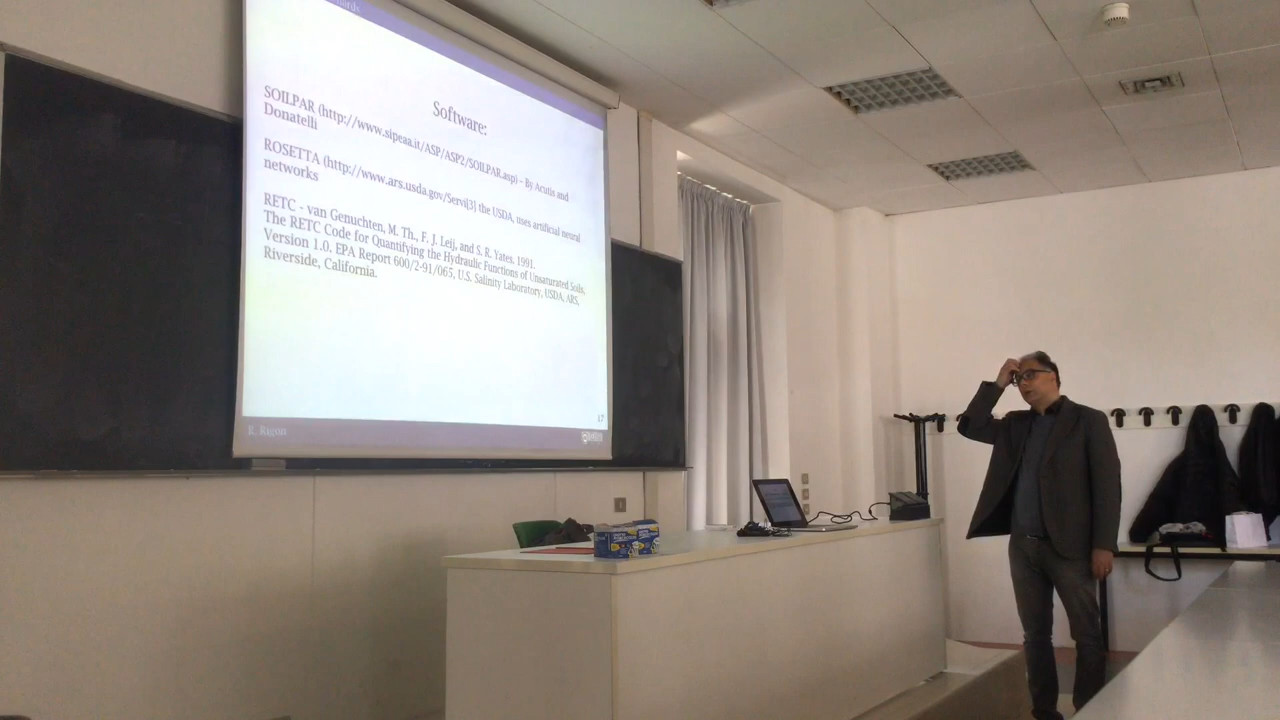 Software:
SOILPAR (http://www.sipeaa.it/ASP/ASP2/SOILPAR.asp) - By Acutis and
Donatelli
ROSETTA (http://www.ars.usda.gov/Servi[3] the USDA, uses artificial neural
networks
RETC - van Genuchten, M. Th., F. J. Leij, and S. R. Yates. 1991.
The RETC Code for Quantifying the Hydraulic Functions of Unsaturated Soils,
Version 1.0. EPA Report 600/2-91/065, U.S. Salinity Laboratory, USDA, ARS,
Riverside, California.
17
R. Rigon